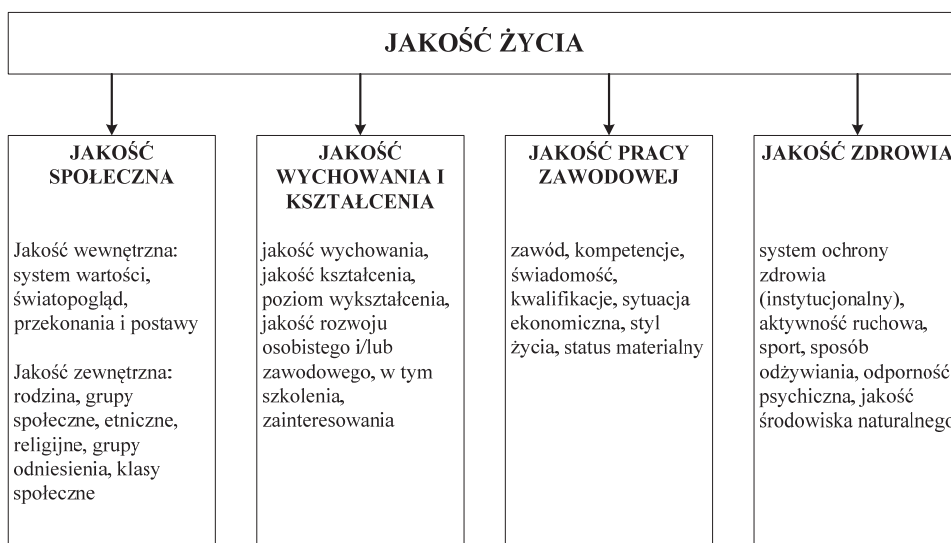 JAKOŚĆ ŻYCIA
JAKOŚĆ
SPOŁECZNA
Jakość wewnętrzna:
system wartości,
światopogląd,
przekonania i postawy
Jakość zewnętrzna:
rodzina, grupy
społeczne, etniczne,
religijne, grupy
odniesienia, klasy
społeczne
JAKOŚĆ
WYCHOWANIA I
KSZTAŁCENIA
jakość wychowania,
jakość kształcenia,
poziom wykształcenia,
jakość rozwoju
osobistego i/lub
zawodowego, w tym
szkolenia,
zainteresowania
JAKOŚĆ PRACY
ZAWODOWEJ
zawód, kompetencje,
świadomość,
kwalifikacje, sytuacja
ekonomiczna, styl
życia, status materialny
JAKOŚĆ ZDROWIA
system ochrony
zdrowia
(instytucjonalny),
aktywność ruchowa,
sport, sposób
odżywiania, odporność
psychiczna, jakość
środowiska naturalnego